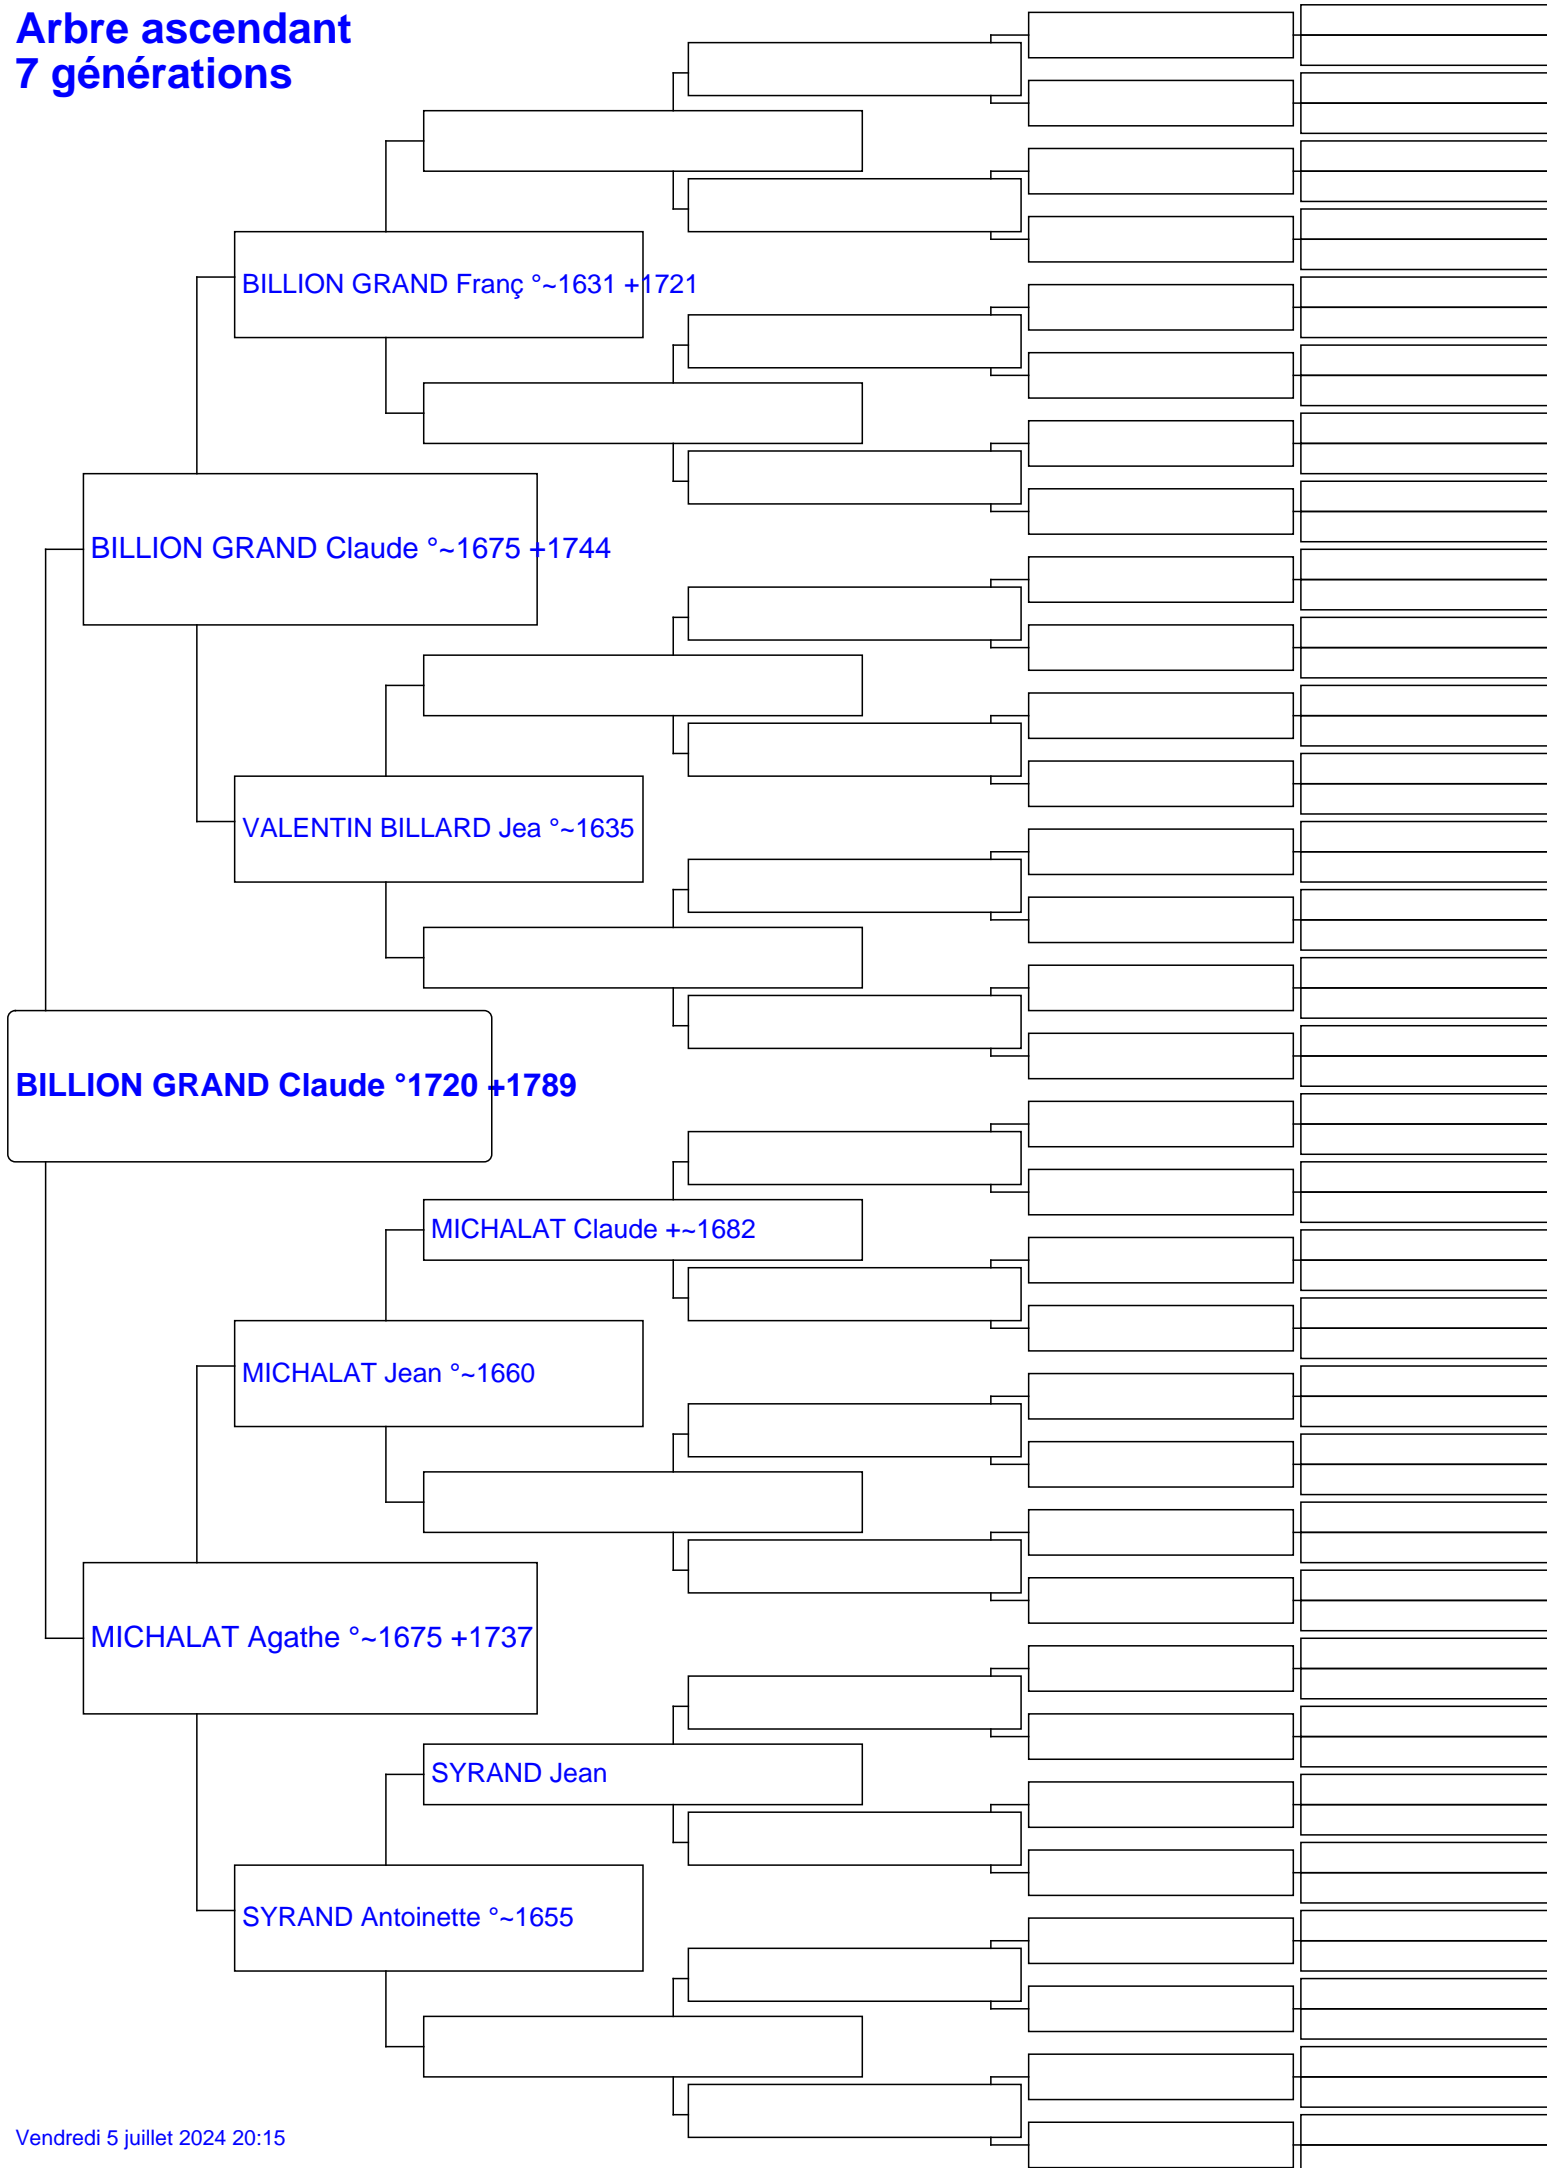 Arbre ascendant
7 générations
BILLION GRAND Franç °~1631 +1721
BILLION GRAND Claude °~1675 +1744
VALENTIN BILLARD Jea °~1635
BILLION GRAND Claude °1720 +1789
MICHALAT Claude +~1682
MICHALAT Jean °~1660
MICHALAT Agathe °~1675 +1737
SYRAND Jean
SYRAND Antoinette °~1655
Vendredi 5 juillet 2024 20:15